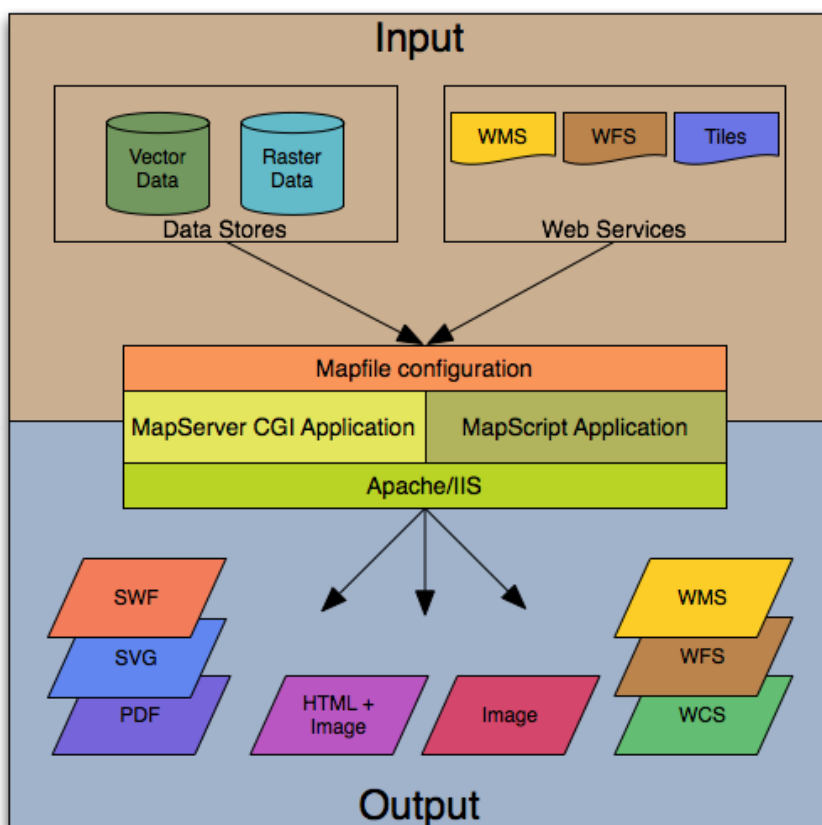 Input
Vector
Data
Raster
Data
Data Stores
WMS
WFS
Tiles
Web Services
Mapfile configuration
MapServer CGI Application
MapScript Application
Apache/IIS
SWF
SVG
PDF
HTML +
Image
Image
WMS
WFS
WCS
Output